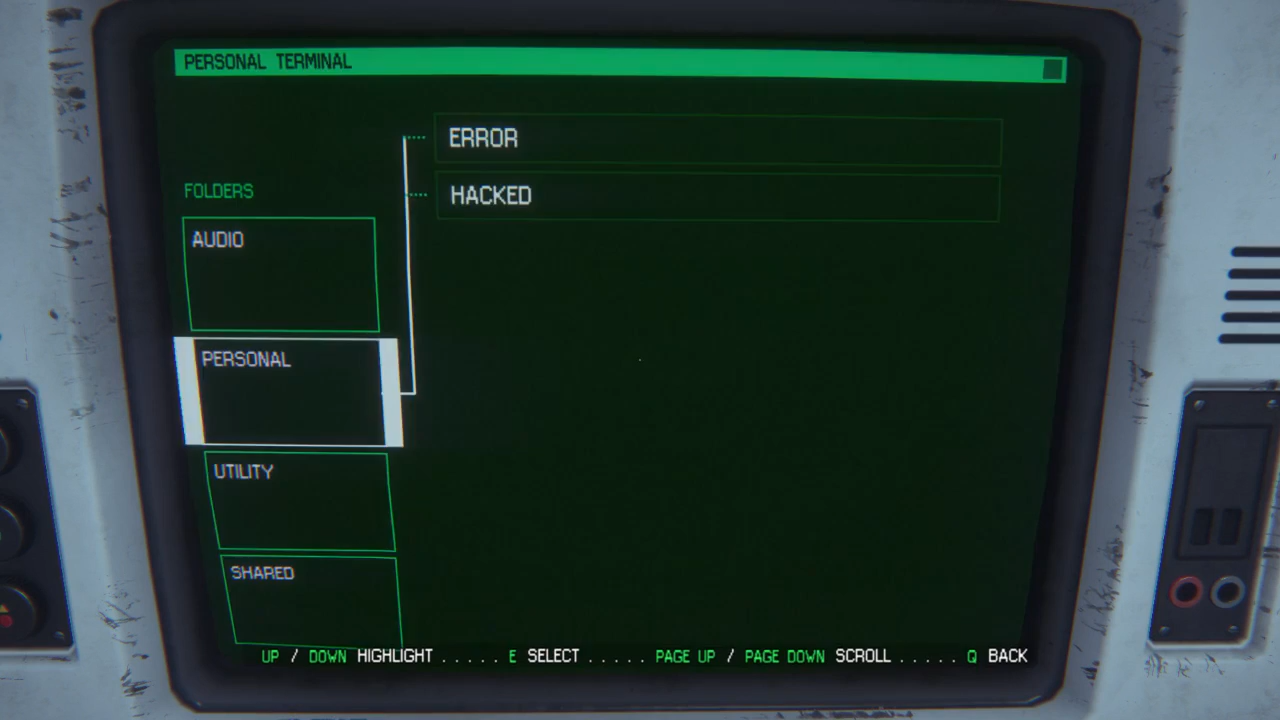 PERSONAL TERMINAL
FOLDERS
AUDIO
PERSONAL
UTILITY
SHARED
ERROR
HACKED
UP / DOWN HIGHLIGHT ..... E SELECT ..... PAGE UP / PAGE DOWN SCROLL ..... Q BACK